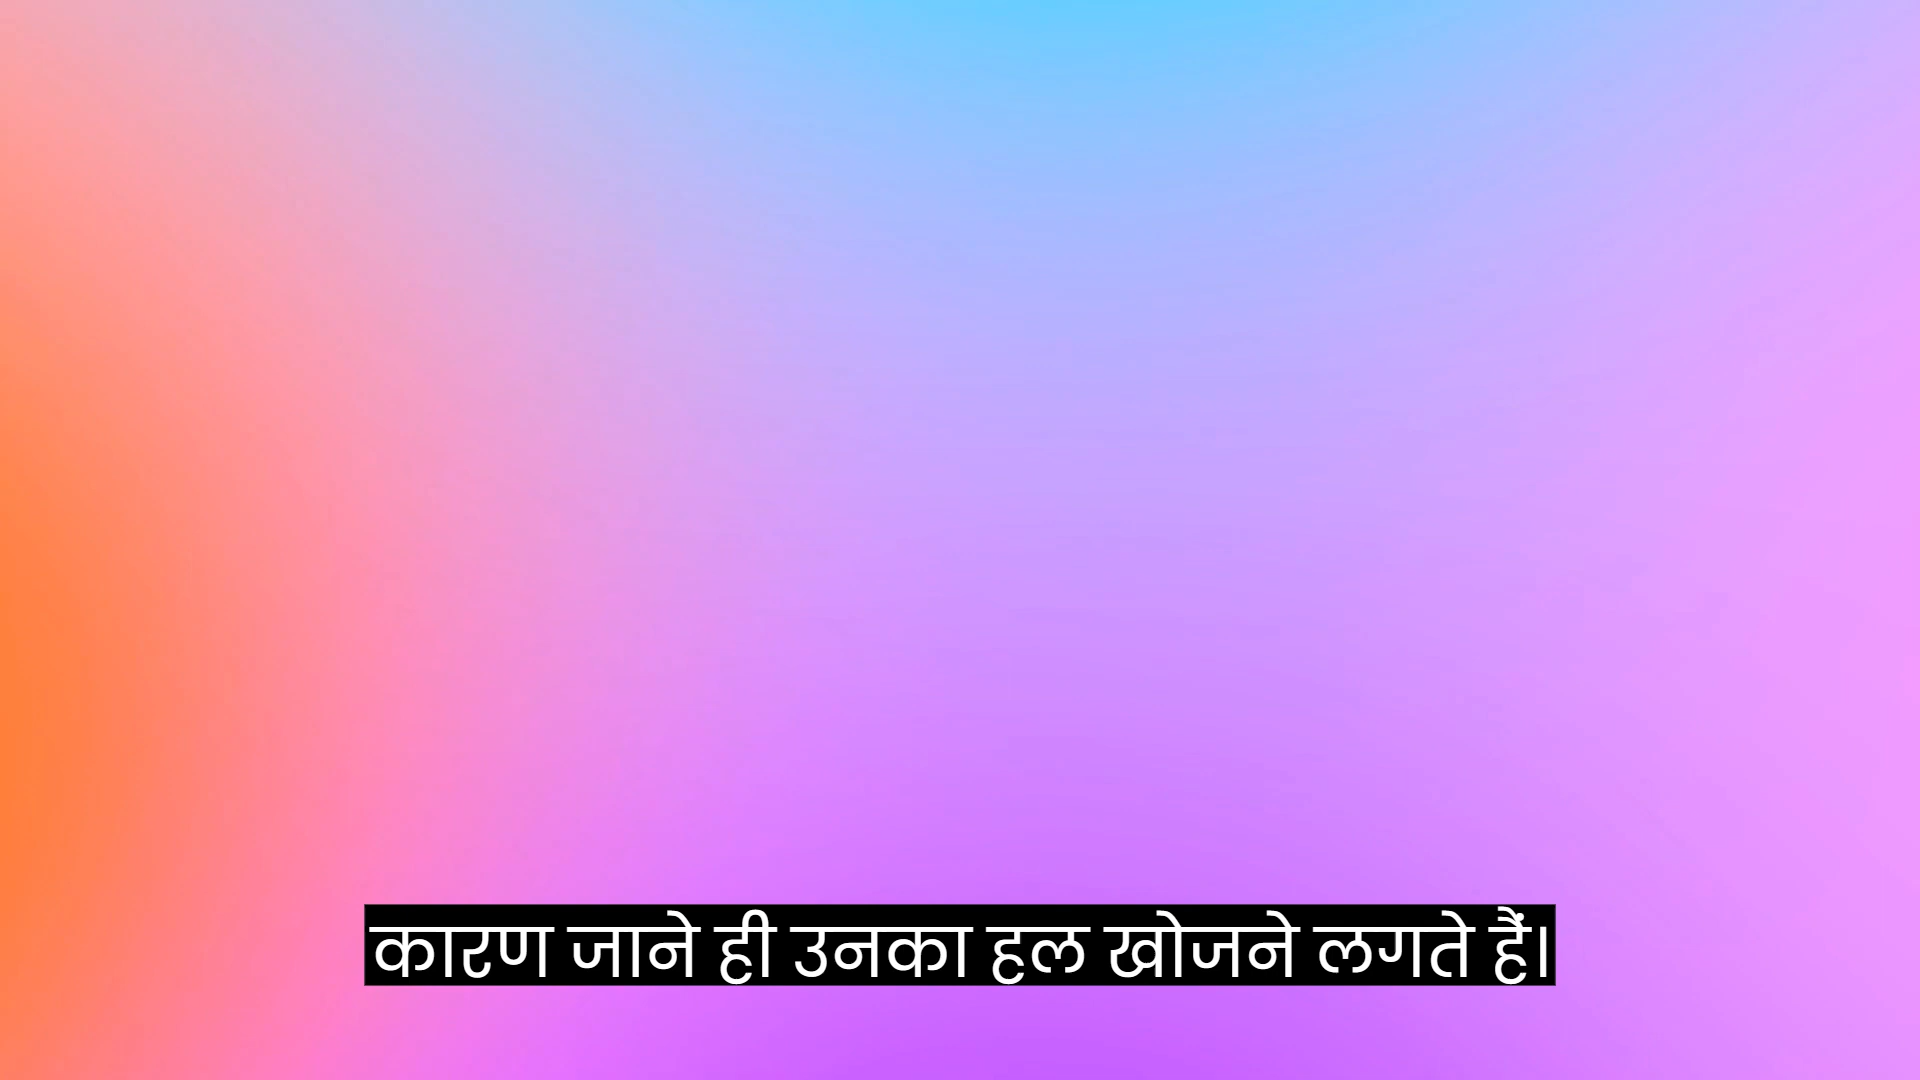 कारण जाने ही उनका हल खोजने लगते हैं।